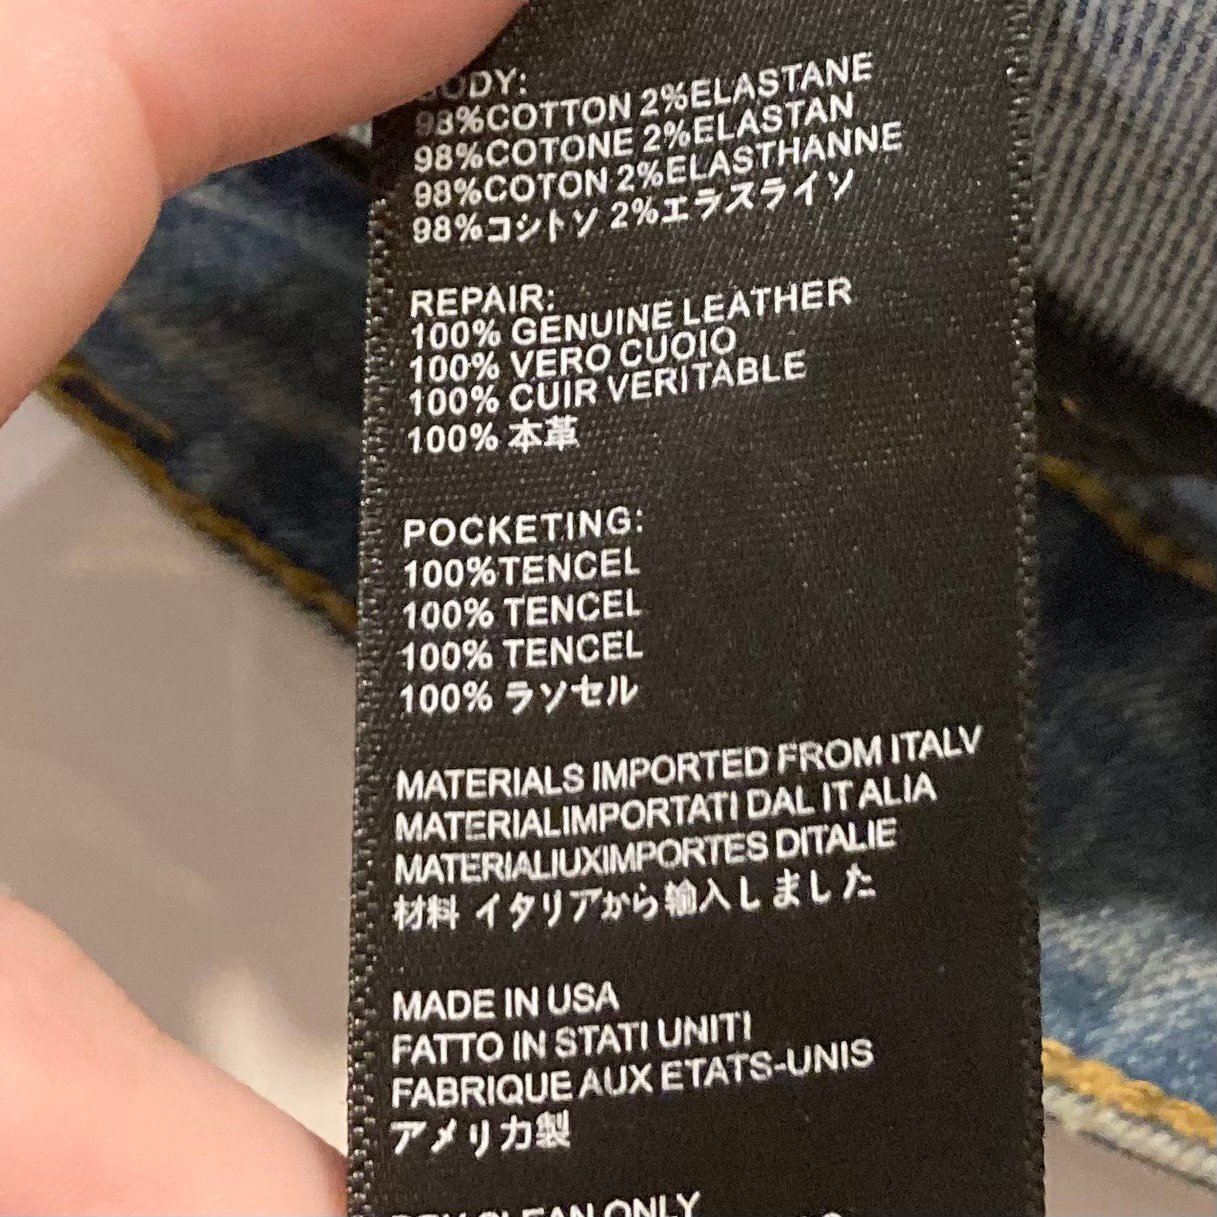 BODY:
98%COTTON 2%ELASTANE
98%COTONE 2%ELASTAN
98%COTON 2%ELASTHANNE
98%コシトソ 2%エラスライソ
REPAIR:
100% GENUINE LEATHER
100% VERO CUOIO
100% CUIR VERITABLE
100% 本革
POCKETING:
100%TENCEL
100% TENCEL
100% TENCEL
100% ラソセル
MATERIALS IMPORTED FROM ITALV
MATERIALIMPORTATI DAL IT ALIA
MATERIALIUXIMPORTES DITALIE
材料 イタリアから输入しました
MADE IN USA
FATTO IN STATI UNITI
FABRIQUE AUX ETATS-UNIS
アメリカ製
DRY CLEAN ONLY